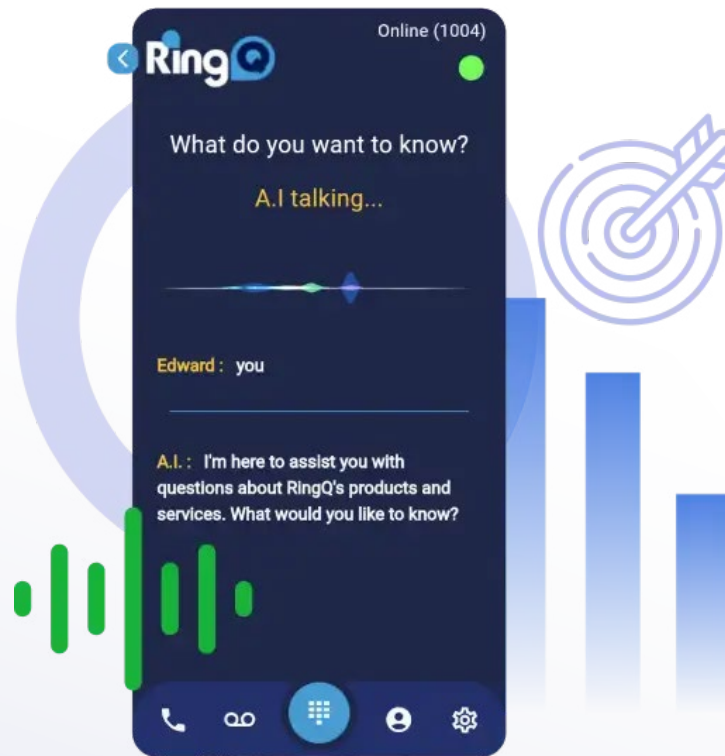 Online (1004)
RingQ
What do you want to know?
A.I talking...
Edward : you
A.I. : I'm here to assist you with
questions about RingQ's products and
services. What would you like to know?